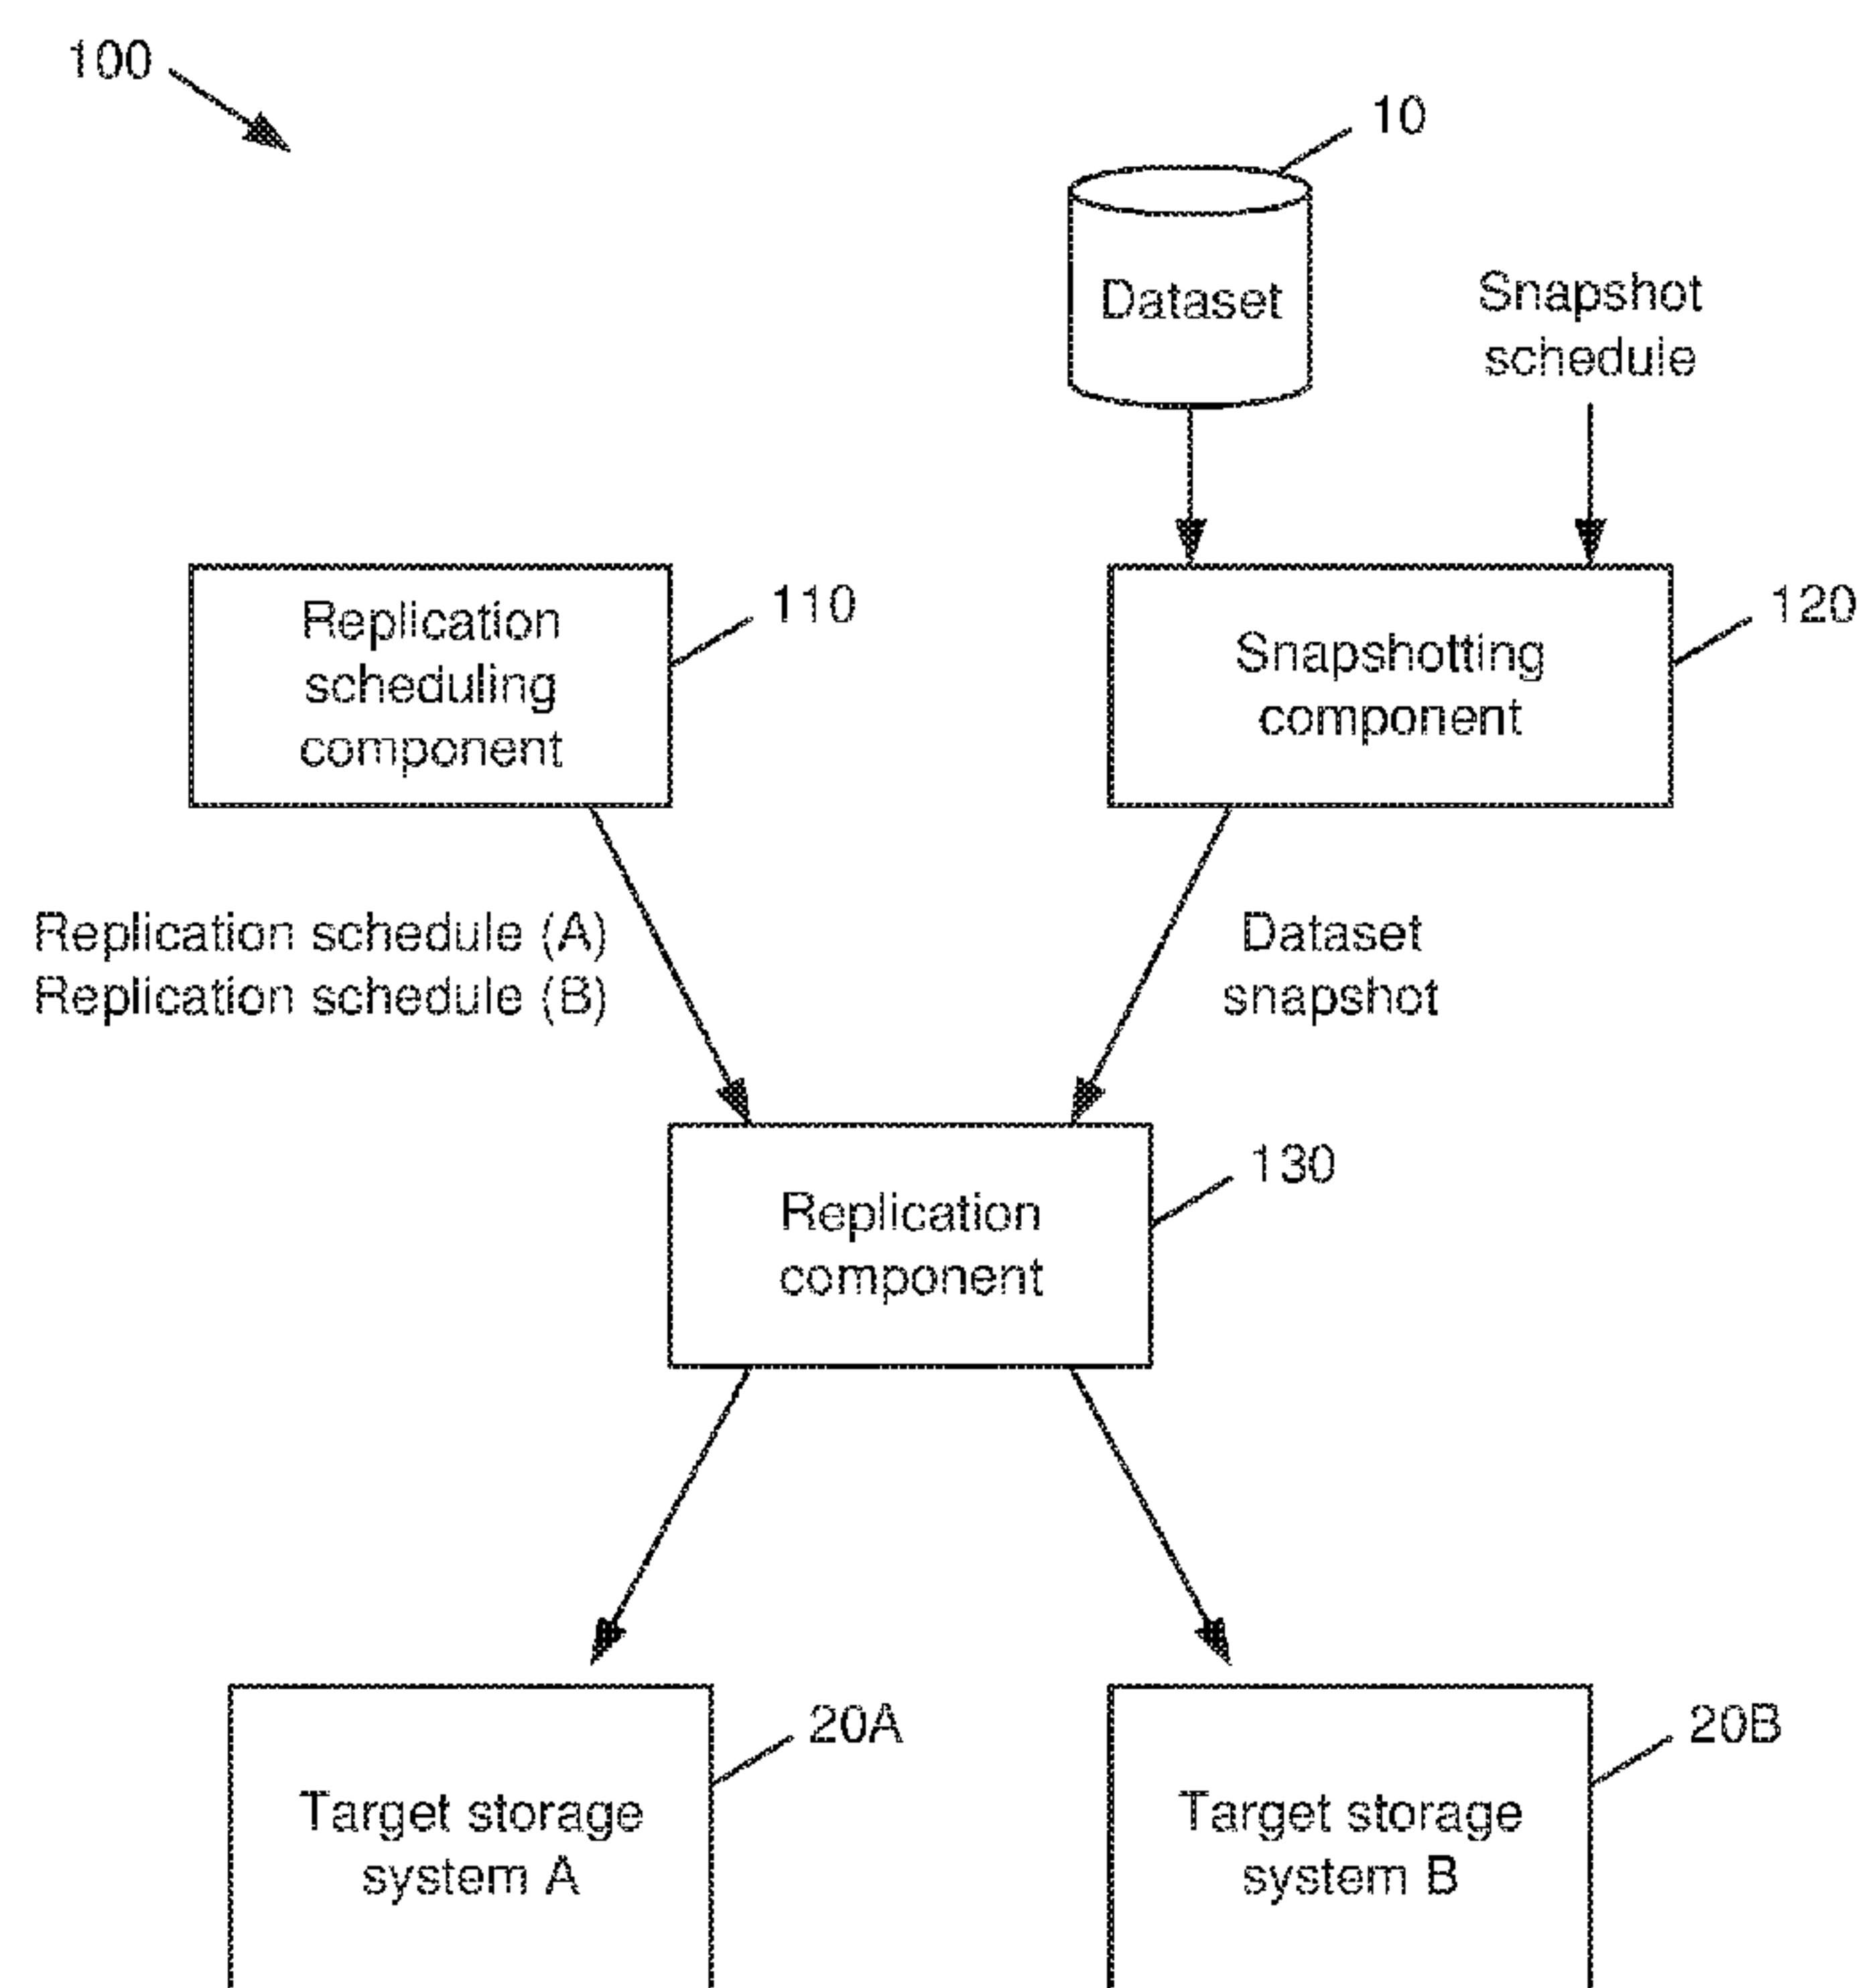 100
10
Dataset
Snapshot
schedule
Replication
scheduling
component
110
Snapshotting
component
120
Replication schedule (A)
Replication schedule (B)
Dataset
snapshot
Replication
component
130
Target storage
system A
20A
Target storage
system B
20B